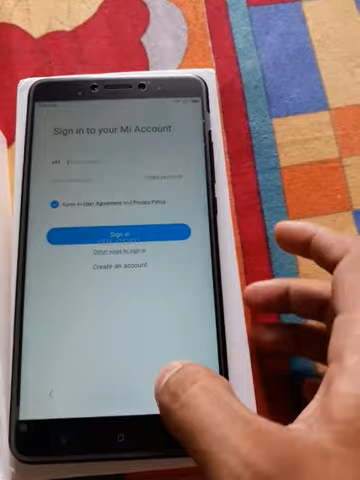 Sign in to your Mi Account
Agree to User Agreement and Privacy Policy
Sign in
Other ways to sign in
Create an account